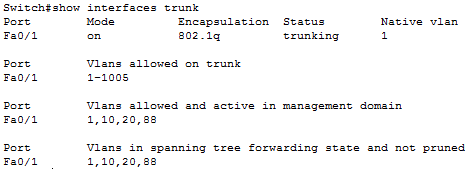 Switch#show interfaces trunk
Port Mode Encapsulation Status Native vlan
Fa0/1 on 802.1q trunking 1
Port Vlans allowed on trunk
Fa0/1 1-1005
Port Vlans allowed and active in management domain
Fa0/1 1,10,20,88
Port Vlans in spanning tree forwarding state and not pruned
Fa0/1 1,10,20,88